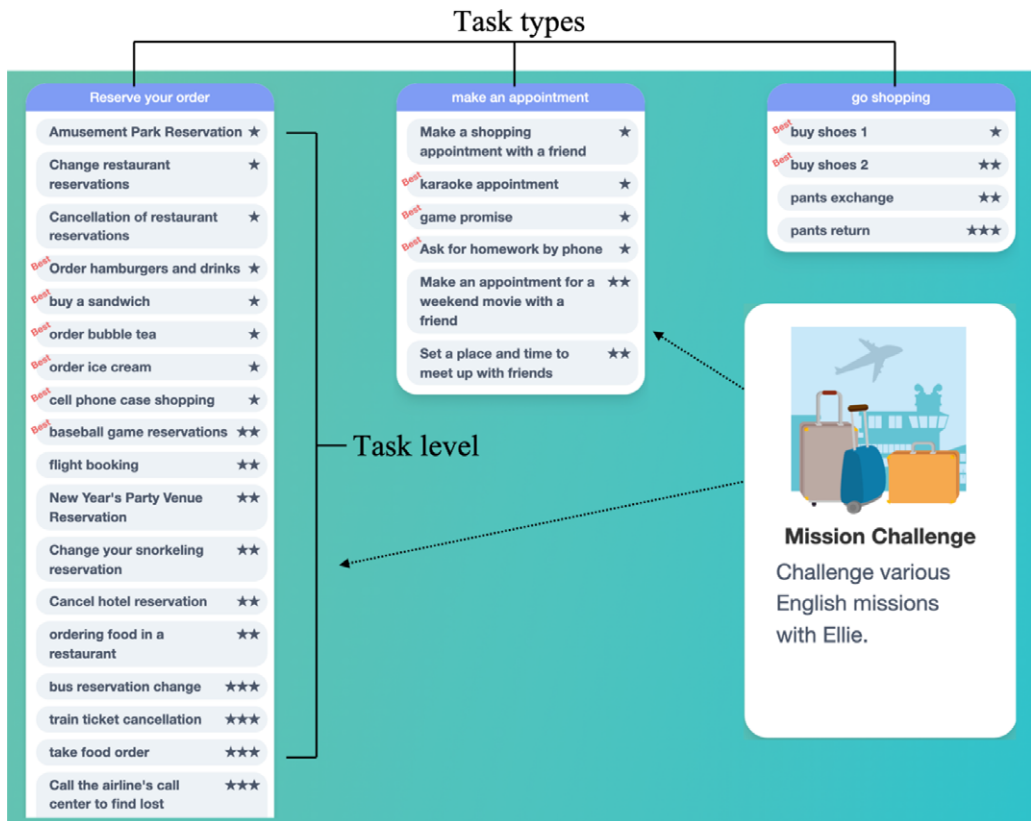 Task types
Reserve your order
Amusement Park Reservation ★
Change restaurant ★
reservations
Cancellation of restaurant ★
reservations
Best
Order hamburgers and drinks ★
Best
buy a sandwich ★
Best
order bubble tea ★
Best
order ice cream ★
Best
cell phone case shopping ★
Best
baseball game reservations ★★
flight booking ★★
New Year's Party Venue ★★
Reservation
Change your snorkeling ★★
reservation
Cancel hotel reservation ★★
ordering food in a ★★
restaurant
bus reservation change ★★★
train ticket cancellation ★★★
take food order ★★★
Call the airline's call ★★★
center to find lost
Task level
make an appointment
Make a shopping ★
appointment with a friend
Best
karaoke appointment ★
Best
game promise ★
Best
Ask for homework by phone ★
Make an appointment for a ★★
weekend movie with a
friend
Set a place and time to ★★
meet up with friends
go shopping
Best
buy shoes 1 ★
Best
buy shoes 2 ★★
pants exchange ★★
pants return ★★★
Mission Challenge
Challenge various
English missions
with Ellie.